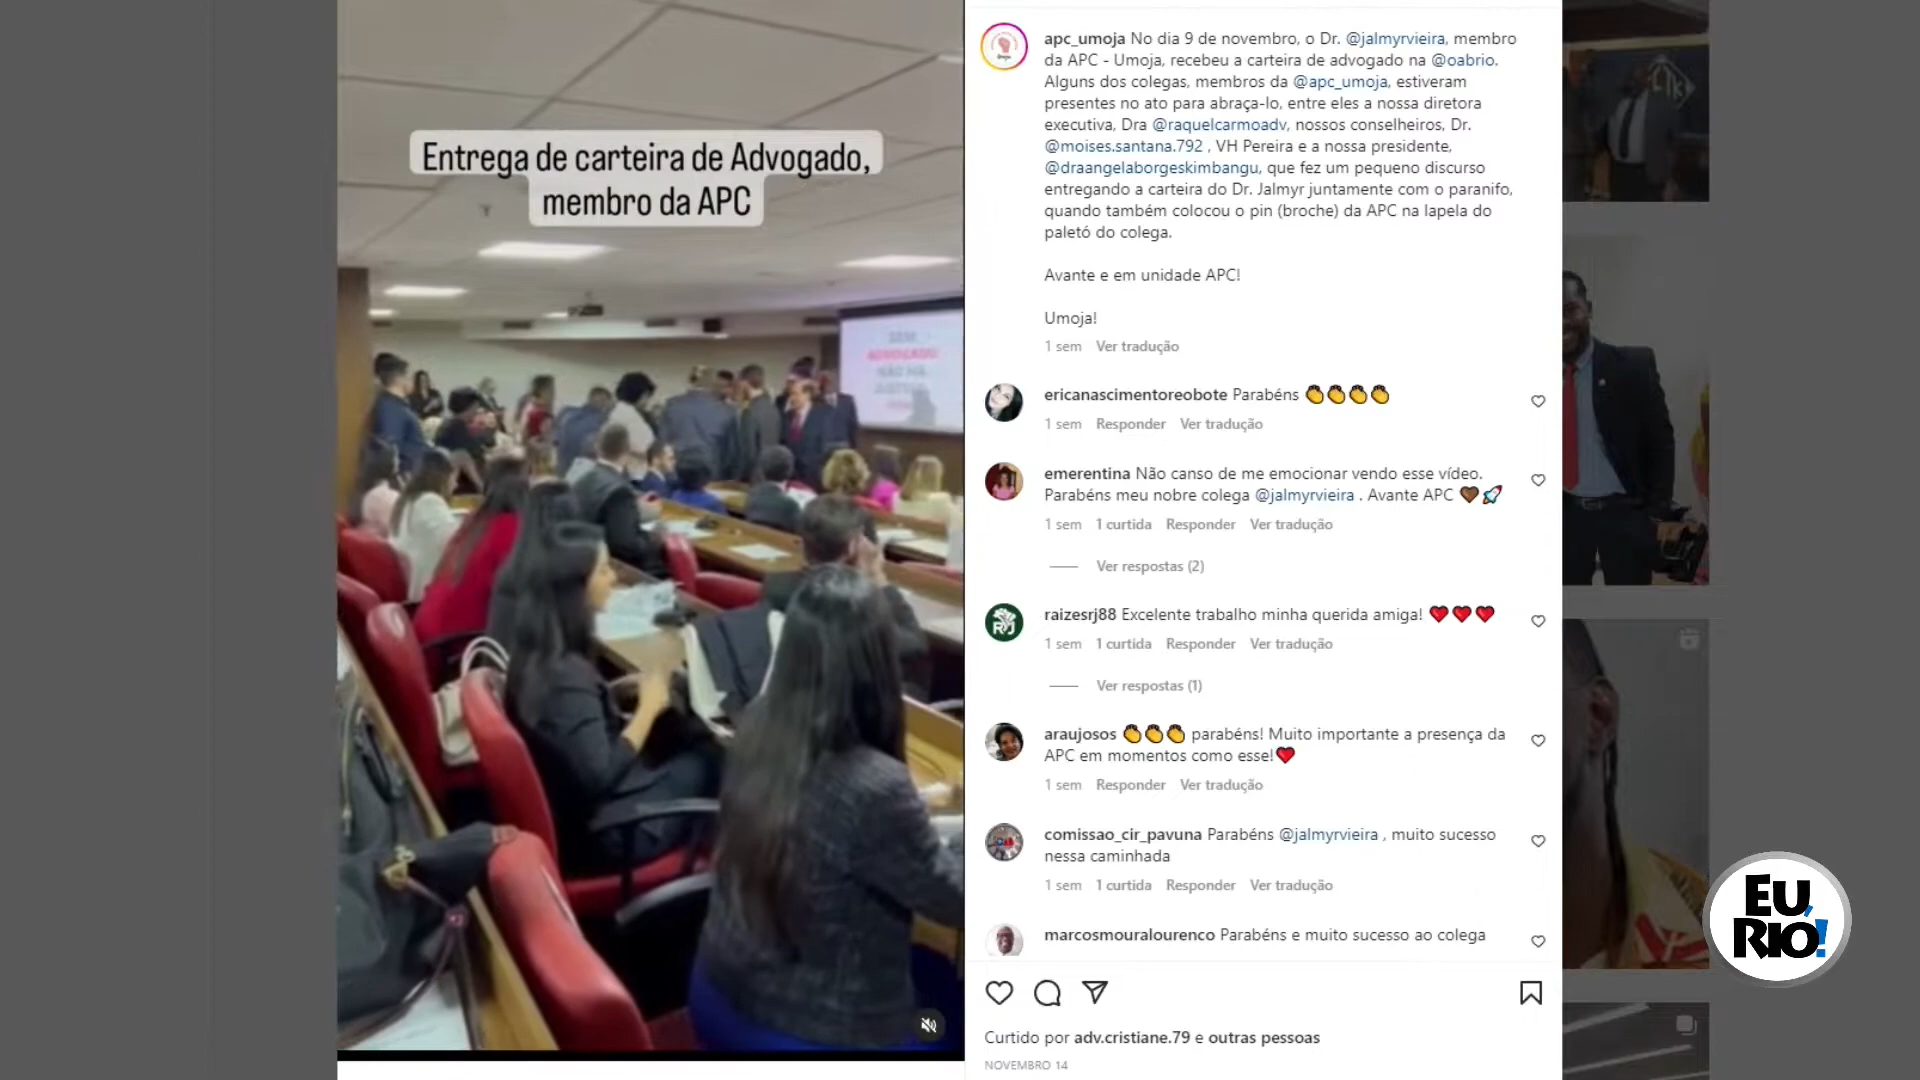 Entrega de carteira de Advogado,
membro da APC
SEM
ADVOGADO
NÃO HÁ
JUSTIÇA
apc_umoja No dia 9 de novembro, o Dr. @jalmyrvieira, membro
da APC - Umoja, recebeu a carteira de advogado na @oabrio.
Alguns dos colegas, membros da @apc_umoja, estiveram
presentes no ato para abraça-lo, entre eles a nossa diretora
executiva, Dra @raquelcarmoadv, nossos conselheiros, Dr.
@moises.santana.792 , VH Pereira e a nossa presidente,
@draangelaborgeskimbangu, que fez um pequeno discurso
entregando a carteira do Dr. Jalmyr juntamente com o paranifo,
quando também colocou o pin (broche) da APC na lapela do
paletó do colega.
Avante e em unidade APC!
Umoja!
1 sem Ver tradução
ericanascimentoreobote Parabéns 👏👏👏👏
1 sem Responder Ver tradução
emerentina Não canso de me emocionar vendo esse vídeo.
Parabéns meu nobre colega @jalmyrvieira . Avante APC 🤎🚀
1 sem 1 curtida Responder Ver tradução
Ver respostas (2)
raizesrj88 Excelente trabalho minha querida amiga! ❤️❤️❤️
1 sem 1 curtida Responder Ver tradução
Ver respostas (1)
araujosos 👏👏👏 parabéns! Muito importante a presença da
APC em momentos como esse!❤️
1 sem Responder Ver tradução
comissao_cir_pavuna Parabéns @jalmyrvieira , muito sucesso
nessa caminhada
1 sem 1 curtida Responder Ver tradução
marcosmouralourenco Parabéns e muito sucesso ao colega
Curtido por adv.cristiane.79 e outras pessoas
NOVEMBRO 14
RJ
EU,
RIO!